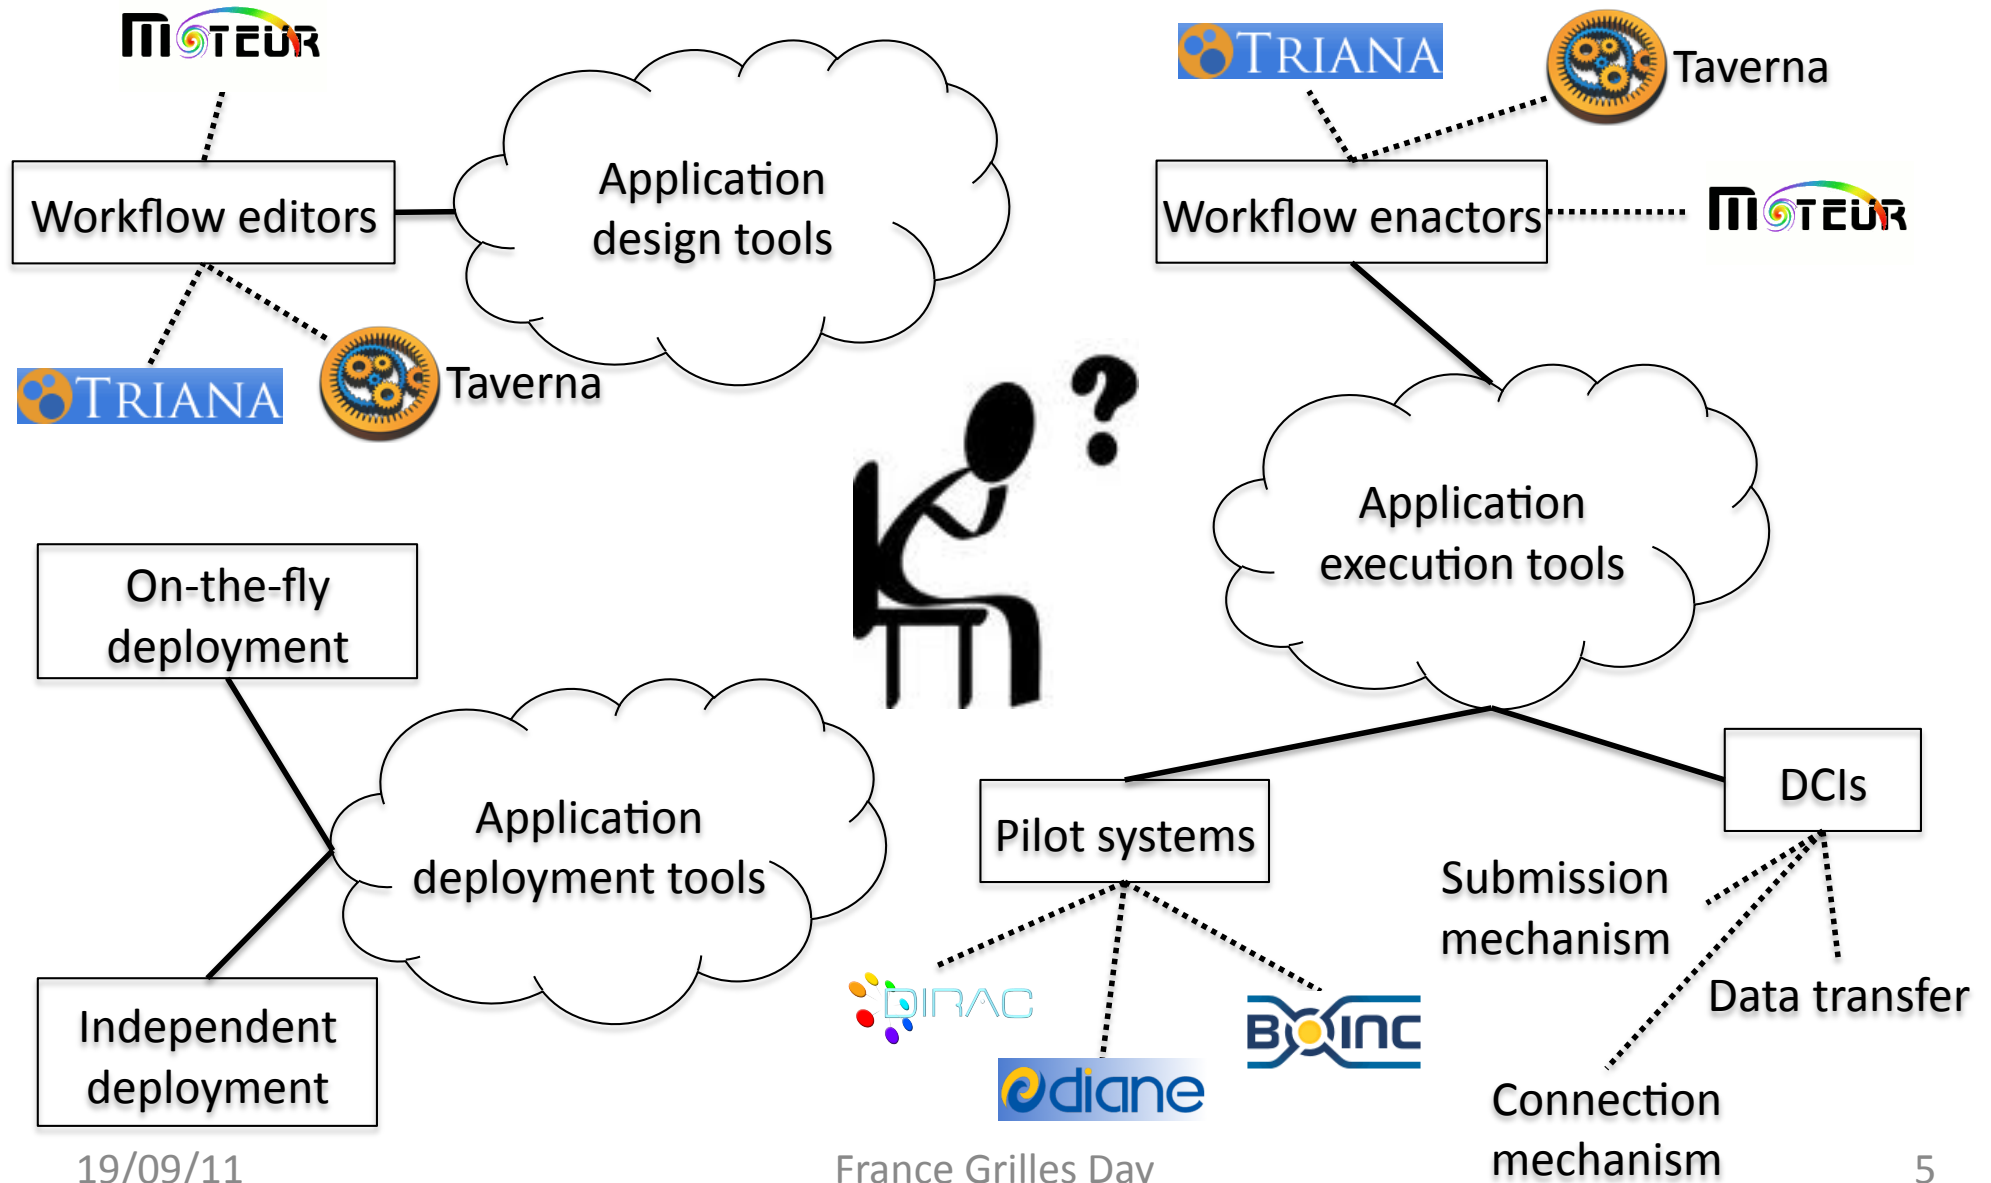 MOTEUR
Workflow editors
TRIANA
Taverna
Application
design tools
TRIANA
Taverna
Workflow enactors
MOTEUR
?
Application
execution tools
On-the-fly
deployment
Application
deployment tools
Independent
deployment
Pilot systems
DIRAC
diane
BOINC
DCIs
Submission
mechanism
Data transfer
Connection
mechanism
19/09/11
France Grilles Day
5